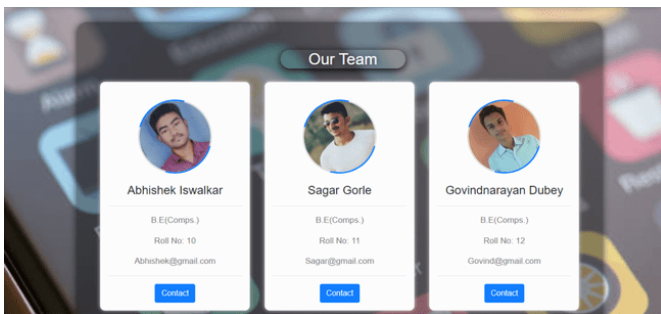 Our Team
Abhishek Iswalkar
B.E(Comps.)
Roll No: 10
Abhishek@gmail.com
Contact
Sagar Gorle
B.E(Comps.)
Roll No: 11
Sagar@gmail.com
Contact
Govindnarayan Dubey
B.E(Comps.)
Roll No: 12
Govind@gmail.com
Contact